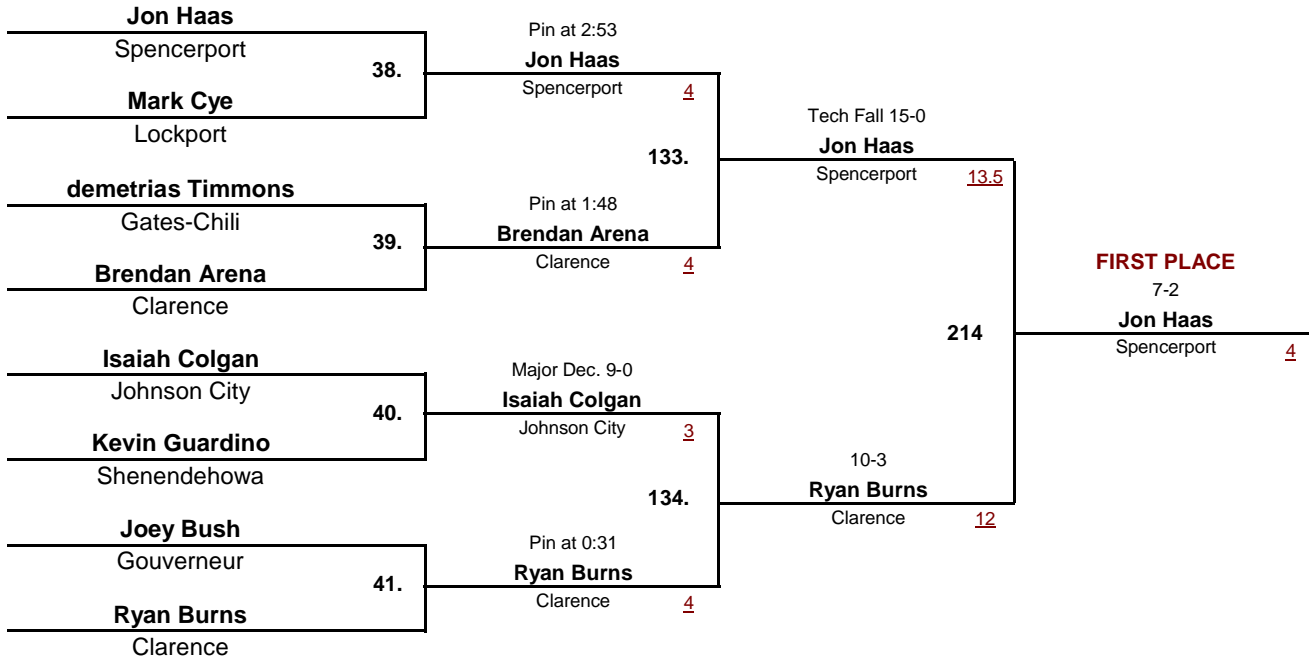 Jon Haas
Spencerport
38.
Mark Cye
Lockport
demetrias Timmons
Gates-Chili
39.
Brendan Arena
Clarence
Isaiah Colgan
Johnson City
40.
Kevin Guardino
Shenendehowa
Joey Bush
Gouverneur
41.
Ryan Burns
Clarence
Pin at 2:53
Jon Haas
Spencerport 4
133.
Pin at 1:48
Brendan Arena
Clarence 4
Major Dec. 9-0
Isaiah Colgan
Johnson City 3
134.
Pin at 0:31
Ryan Burns
Clarence 4
Tech Fall 15-0
Jon Haas
Spencerport 13.5
214
10-3
Ryan Burns
Clarence 12
FIRST PLACE
7-2
Jon Haas
Spencerport 4